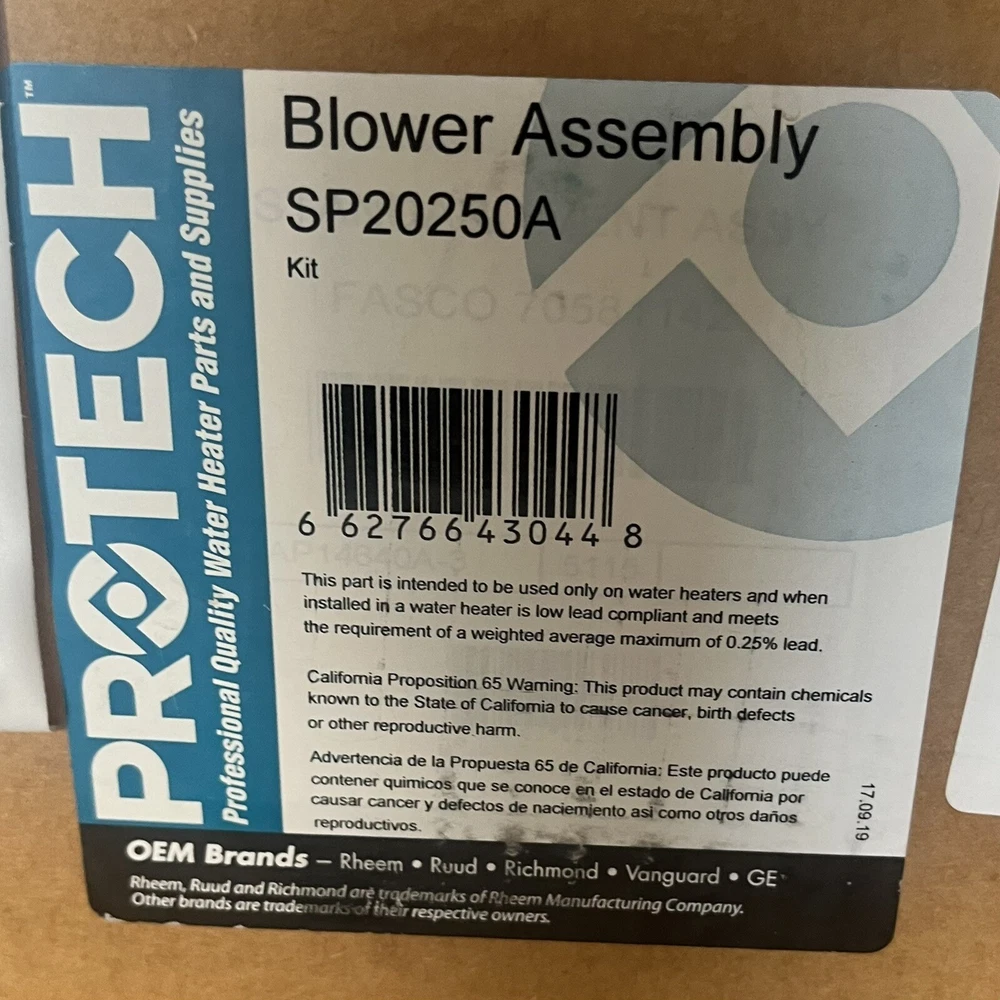 PROTECH™
Professional Quality Water Heater Parts and Supplies
Blower Assembly
SP20250A
Kit
FASCO 7058
6 62766 43044 8
This part is intended to be used only on water heaters and when
installed in a water heater is low lead compliant and meets
the requirement of a weighted average maximum of 0.25% lead.
California Proposition 65 Warning: This product may contain chemicals
known to the State of California to cause cancer, birth defects
or other reproductive harm.
Advertencia de la Propuesta 65 de California: Este producto puede
contener quimicos que se conoce en el estado de California por
causar cancer y defectos de naciemiento asi como otros daños
reproductivos.
17.09.19
OEM Brands – Rheem • Ruud • Richmond • Vanguard • GE
Rheem, Ruud and Richmond are trademarks of Rheem Manufacturing Company.
Other brands are trademarks of their respective owners.